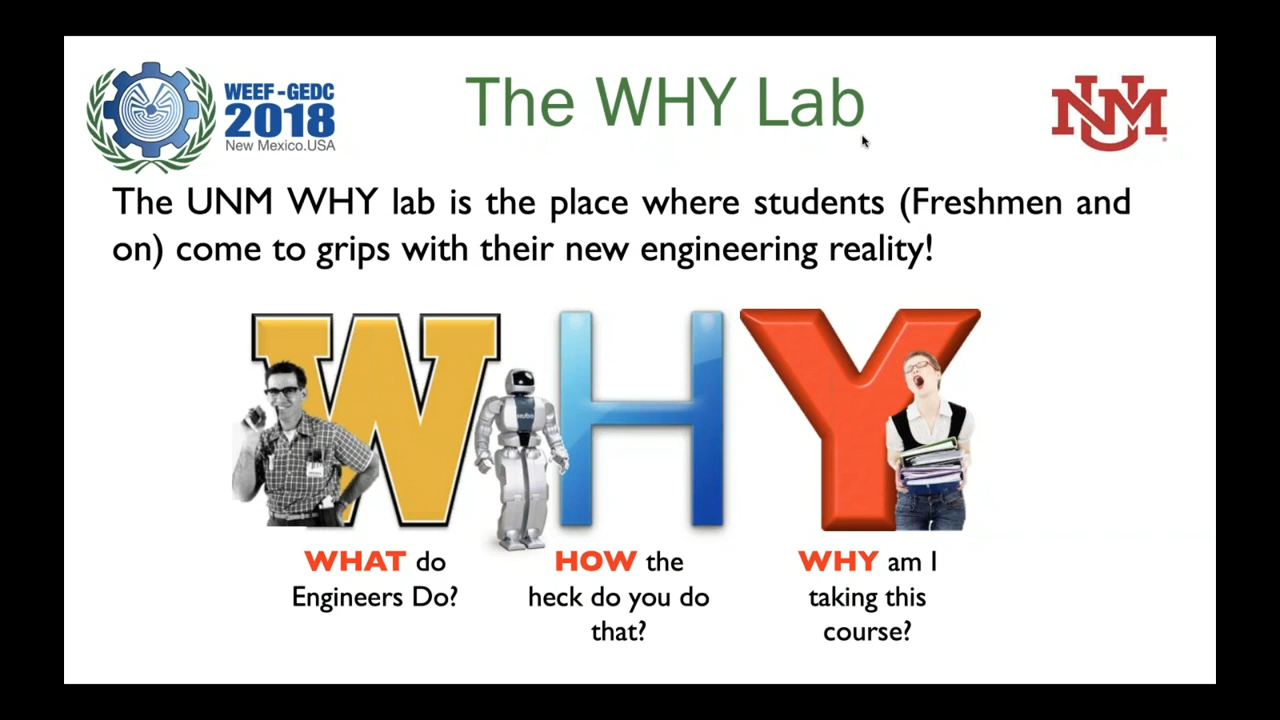 WEEF-GEDC
2018
New Mexico.USA
The WHY Lab
UNM
The UNM WHY lab is the place where students (Freshmen and
on) come to grips with their new engineering reality!
WHY
WHAT do
Engineers Do?
HOW the
heck do you do
that?
WHY am I
taking this
course?